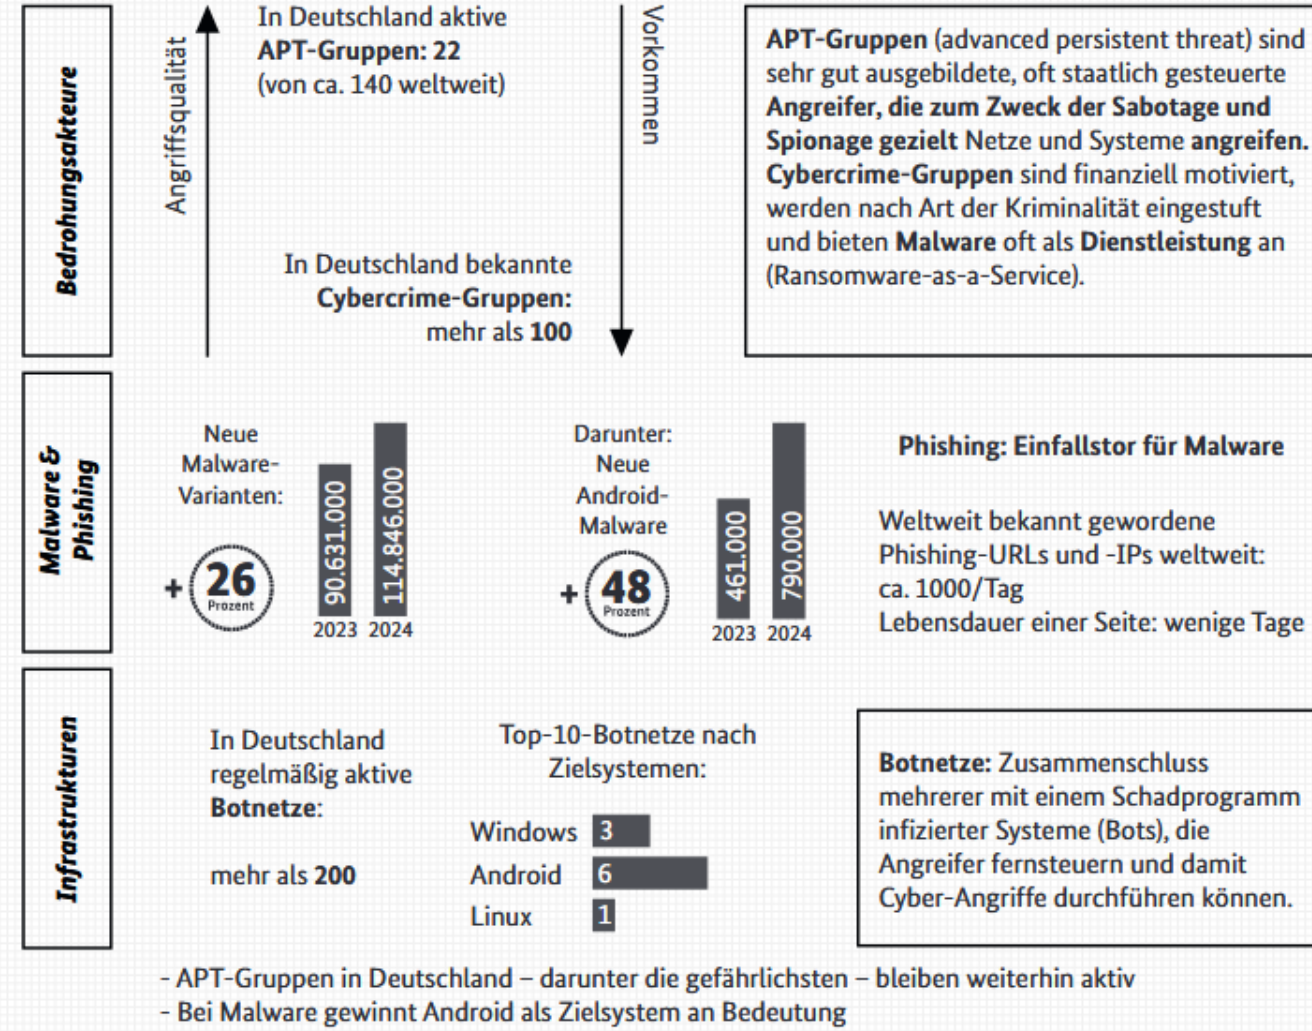 Bedrohungsakteure
Angriffsqualität
In Deutschland aktive
APT-Gruppen: 22
(von ca. 140 weltweit)
In Deutschland bekannte
Cybercrime-Gruppen:
mehr als 100
Vorkommen
APT-Gruppen (advanced persistent threat) sind
sehr gut ausgebildete, oft staatlich gesteuerte
Angreifer, die zum Zweck der Sabotage und
Spionage gezielt Netze und Systeme angreifen.
Cybercrime-Gruppen sind finanziell motiviert,
werden nach Art der Kriminalität eingestuft
und bieten Malware oft als Dienstleistung an
(Ransomware-as-a-Service).
Malware &
Phishing
Neue
Malware-
Varianten:
+ 26
Prozent
90.631.000
114.846.000
2023 2024
Darunter:
Neue
Android-
Malware
+ 48
Prozent
461.000
790.000
2023 2024
Phishing: Einfallstor für Malware
Weltweit bekannt gewordene
Phishing-URLs und -IPs weltweit:
ca. 1000/Tag
Lebensdauer einer Seite: wenige Tage
Infrastrukturen
In Deutschland
regelmäßig aktive
Botnetze:
mehr als 200
Top-10-Botnetze nach
Zielsystemen:
Windows 3
Android 6
Linux 1
Botnetze: Zusammenschluss
mehrerer mit einem Schadprogramm
infizierter Systeme (Bots), die
Angreifer fernsteuern und damit
Cyber-Angriffe durchführen können.
- APT-Gruppen in Deutschland – darunter die gefährlichsten – bleiben weiterhin aktiv
- Bei Malware gewinnt Android als Zielsystem an Bedeutung